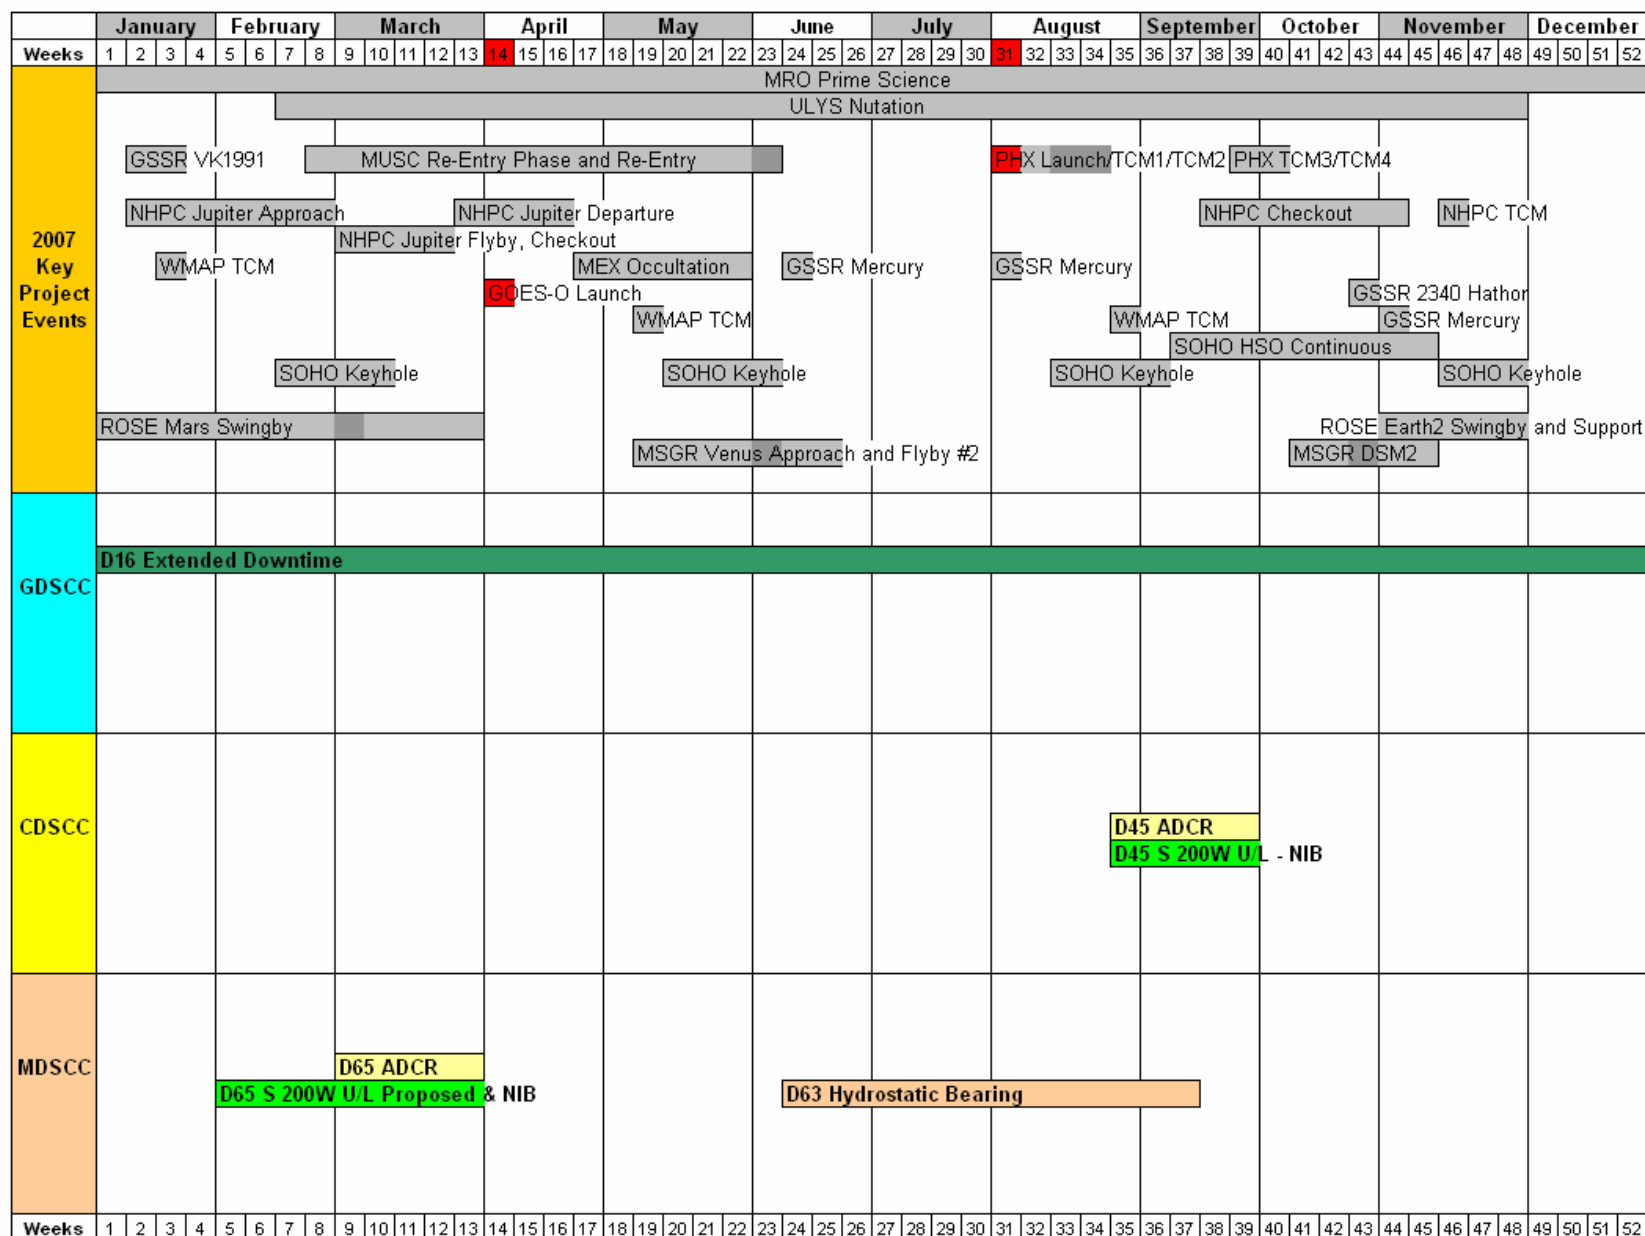 January February March April May June July August September October November December
Weeks 1 2 3 4 5 6 7 8 9 10 11 12 13 14 15 16 17 18 19 20 21 22 23 24 25 26 27 28 29 30 31 32 33 34 35 36 37 38 39 40 41 42 43 44 45 46 47 48 49 50 51 52
2007
Key
Project
Events
MRO Prime Science
ULYS Nutation
GSSR VK1991 MUSC Re-Entry Phase and Re-Entry PHX Launch/TCM1/TCM2 PHX TCM3/TCM4
NHPC Jupiter Approach NHPC Jupiter Departure NHPC Checkout NHPC TCM
NHPC Jupiter Flyby, Checkout
WMAP TCM MEX Occultation GSSR Mercury GSSR Mercury
GOES-O Launch GSSR 2340 Hathor
WMAP TCM WMAP TCM GSSR Mercury
SOHO HSO Continuous
SOHO Keyhole SOHO Keyhole SOHO Keyhole SOHO Keyhole
ROSE Mars Swingby ROSE Earth2 Swingby and Support
MSGR Venus Approach and Flyby #2 MSGR DSM2
GDSCC
D16 Extended Downtime
CDSCC
D45 ADCR
D45 S 200W U/L - NIB
MDSCC
D65 ADCR
D65 S 200W U/L Proposed & NIB D63 Hydrostatic Bearing
Weeks 1 2 3 4 5 6 7 8 9 10 11 12 13 14 15 16 17 18 19 20 21 22 23 24 25 26 27 28 29 30 31 32 33 34 35 36 37 38 39 40 41 42 43 44 45 46 47 48 49 50 51 52